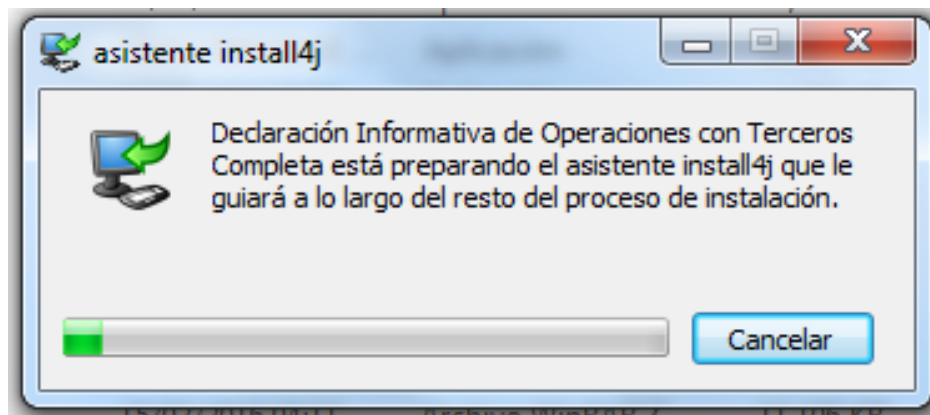 asistente install4j
Declaración Informativa de Operaciones con Terceros
Completa está preparando el asistente install4j que le
guiará a lo largo del resto del proceso de instalación.
Cancelar